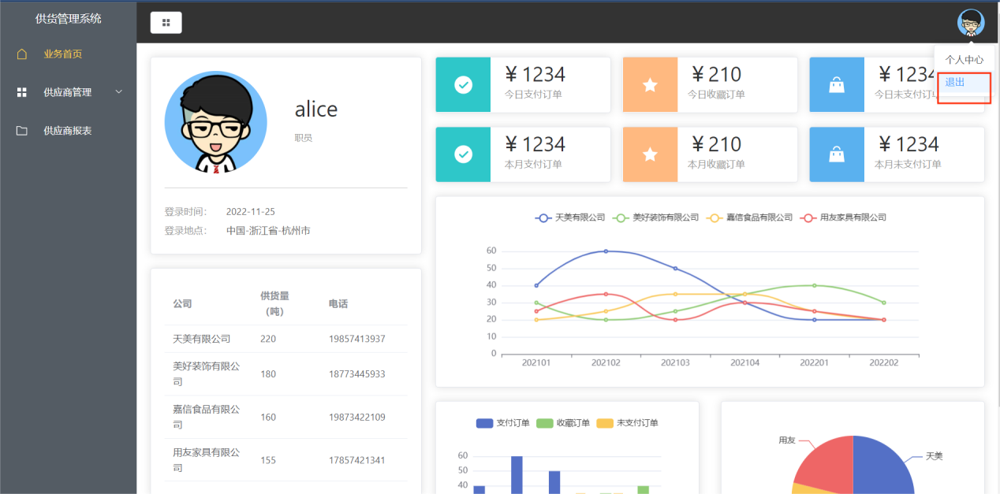 供货管理系统
业务首页
供应商管理
供应商报表
个人中心
退出
alice
职员
登录时间： 2022-11-25
登录地点： 中国-浙江省-杭州市
¥ 1234
今日支付订单
¥ 210
今日收藏订单
¥ 1234
今日未支付订
¥ 1234
本月支付订单
¥ 210
本月收藏订单
¥ 1234
本月未支付订单
公司 供货量（吨） 电话
天美有限公司 220 19857413937
美好装饰有限公司 180 18773445933
嘉信食品有限公司 160 19873422109
用友家具有限公司 155 17857421341
天美有限公司 美好装饰有限公司 嘉信食品有限公司 用友家具有限公司
60
50
40
30
20
10
0
202101 202102 202103 202104 202201 202202
支付订单 收藏订单 未支付订单
60
50
40
用友
天美